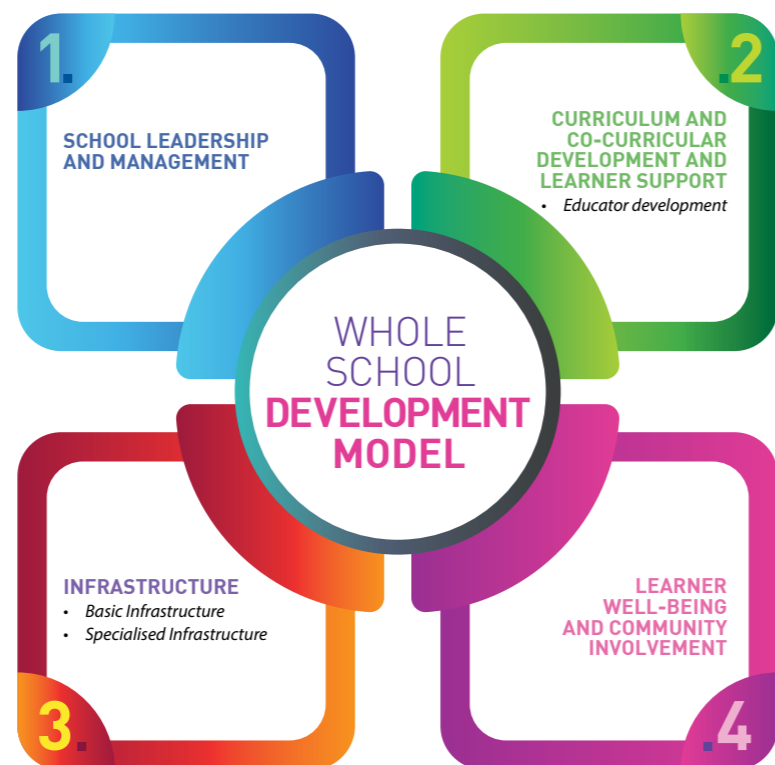 1.
SCHOOL LEADERSHIP
AND MANAGEMENT
.2
CURRICULUM AND
CO-CURRICULAR
DEVELOPMENT AND
LEARNER SUPPORT
• Educator development
WHOLE
SCHOOL
DEVELOPMENT
MODEL
INFRASTRUCTURE
• Basic Infrastructure
• Specialised Infrastructure
3.
LEARNER
WELL-BEING
AND COMMUNITY
INVOLVEMENT
.4